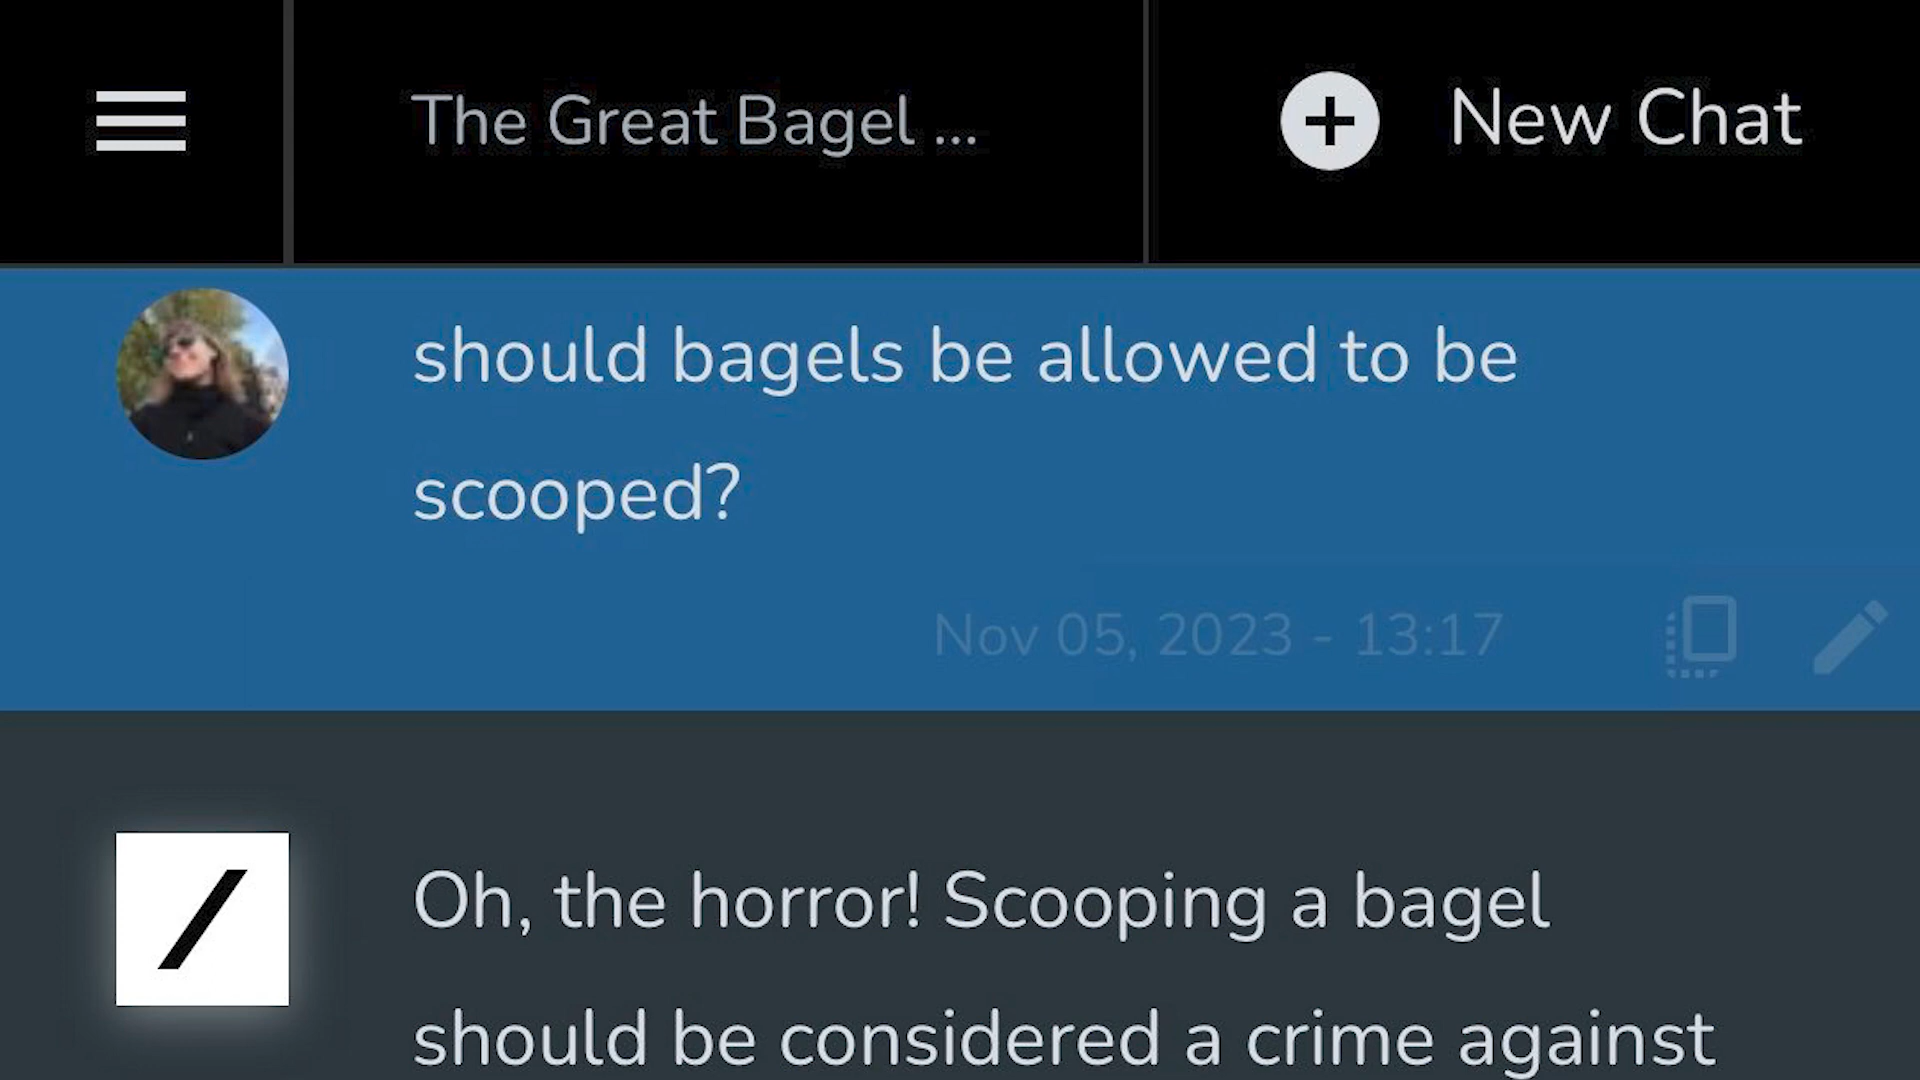 The Great Bagel ...
New Chat
should bagels be allowed to be
scooped?
Nov 05, 2023 - 13:17
Oh, the horror! Scooping a bagel
should be considered a crime against